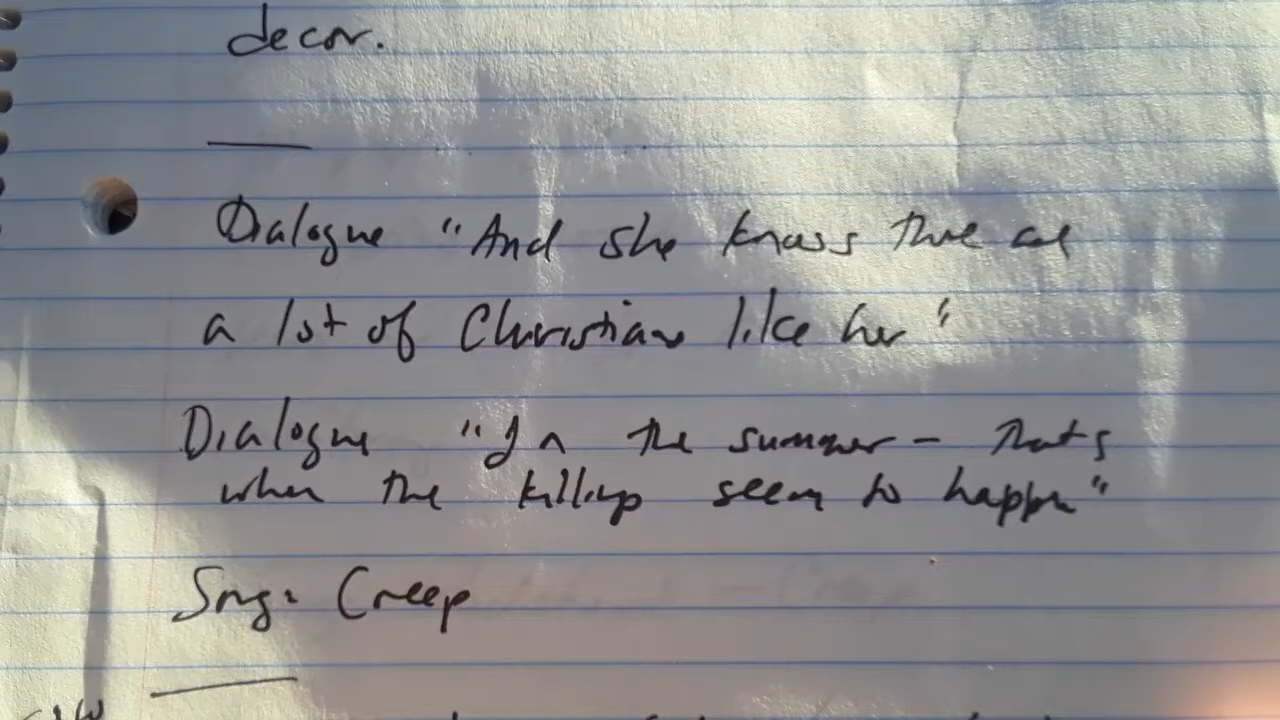 decor.
Dialogue "And she knows there are
a lot of Christians like her"
Dialogue "In the summer - thats
when the killings seem to happen"
Song: Creep